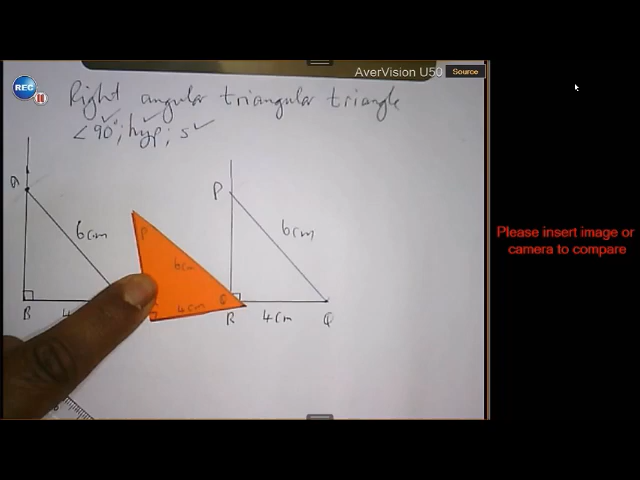 AverVision U50 Source
REC
Right angular triangular triangle
<90°; hyp; s
A P
6cm 6cm
P
6cm
Please insert image or
camera to compare
4cm Q
B 4 R 4cm Q